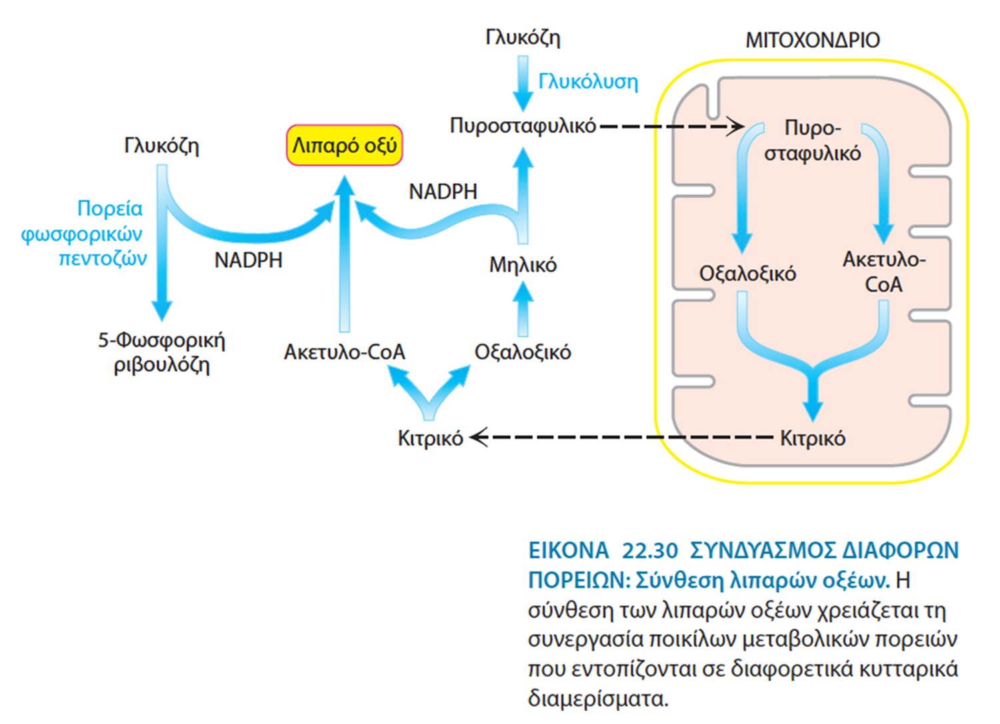 Γλυκόζη
ΜΙΤΟΧΟΝΔΡΙΟ
Γλυκόλυση
Πυροσταφυλικό
Πυρο-
σταφυλικό
Γλυκόζη
Λιπαρό οξύ
NADPH
Πορεία
φωσφορικών
πεντοζών
NADPH
Μηλικό
Οξαλοξικό
Ακετυλο-
CoA
5-Φωσφορική
ριβουλόζη
Ακετυλο-CoA
Οξαλοξικό
Κιτρικό
Κιτρικό
ΕΙΚΟΝΑ 22.30 ΣΥΝΔΥΑΣΜΟΣ ΔΙΑΦΟΡΩΝ
ΠΟΡΕΙΩΝ: Σύνθεση λιπαρών οξέων. Η
σύνθεση των λιπαρών οξέων χρειάζεται τη
συνεργασία ποικίλων μεταβολικών πορειών
που εντοπίζονται σε διαφορετικά κυτταρικά
διαμερίσματα.